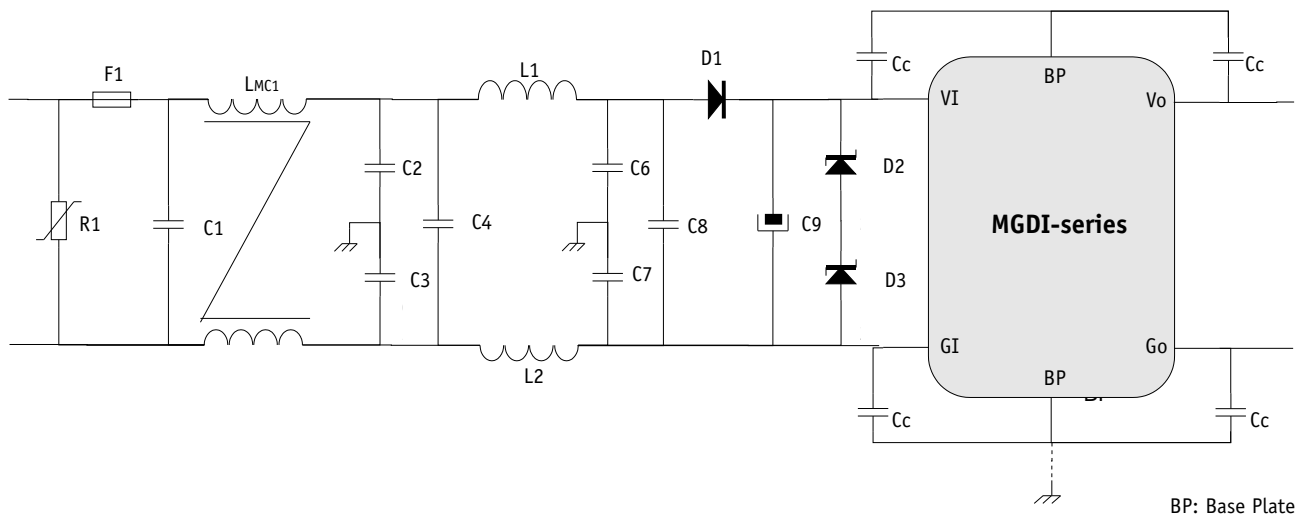 F1
LMC1
L1
D1
Cc
BP
Cc
VI
Vo
C2
C6
D2
R1
C1
C4
C8
C9
MGDI-series
C3
C7
D3
GI
Go
L2
BP
Cc
Cc
BP: Base Plate